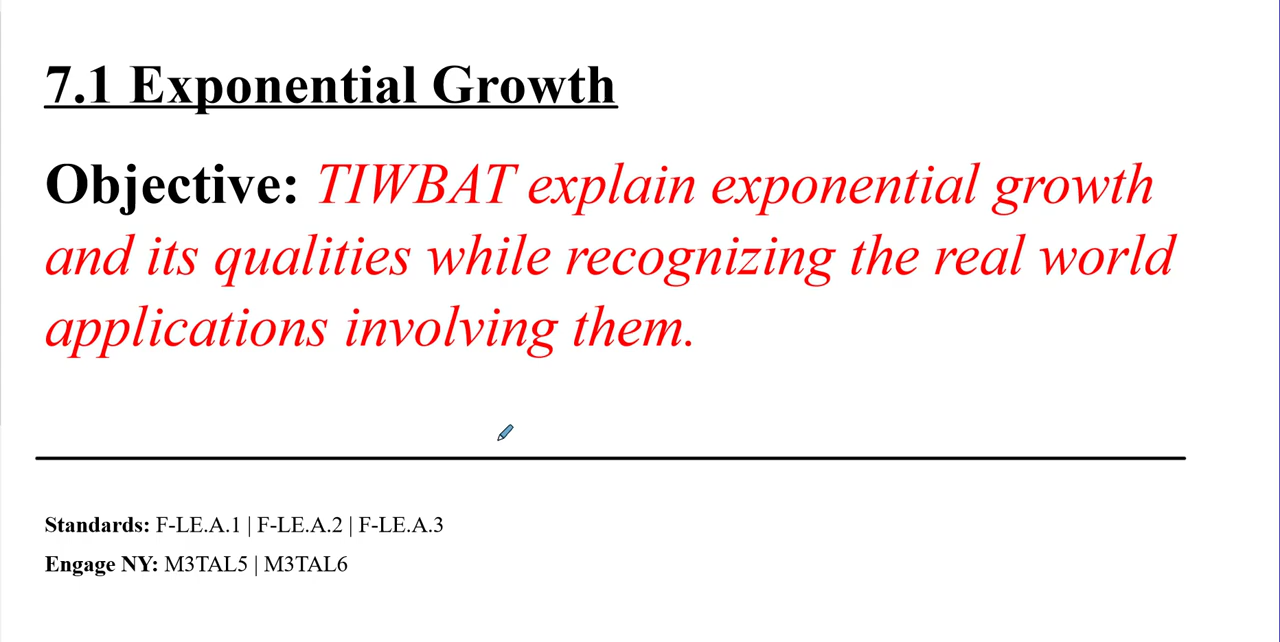 7.1 Exponential Growth
Objective: TIWBAT explain exponential growth
and its qualities while recognizing the real world
applications involving them.
Standards: F-LE.A.1 | F-LE.A.2 | F-LE.A.3
Engage NY: M3TAL5 | M3TAL6